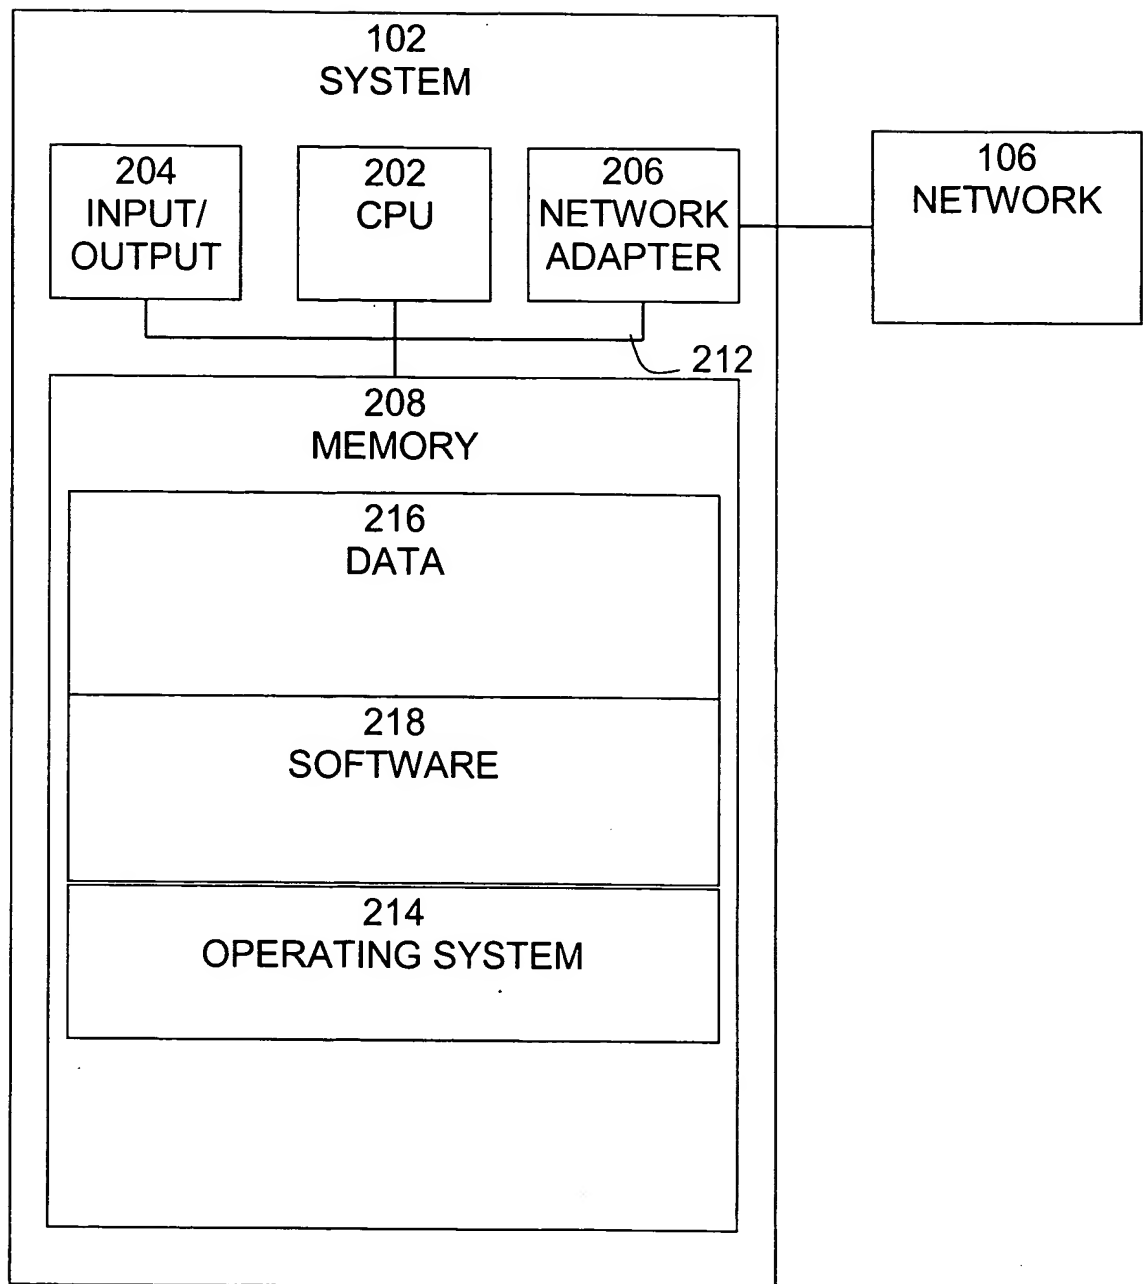 102
SYSTEM
204
INPUT/
OUTPUT
202
CPU
206
NETWORK
ADAPTER
106
NETWORK
212
208
MEMORY
216
DATA
218
SOFTWARE
214
OPERATING SYSTEM